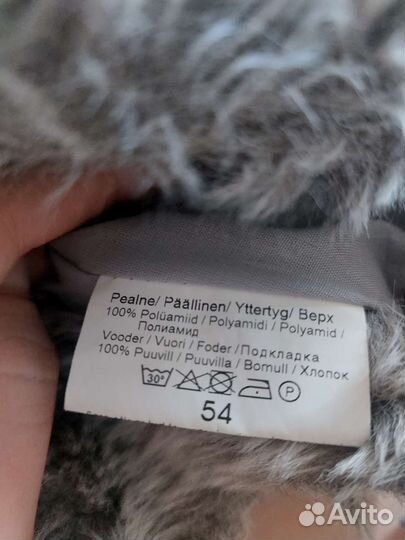 Pealne/ Päällinen/ Yttertyg/ Верх
100% Polüamiid / Polyamidi / Polyamid /
Полиамид
Vooder / Vuori / Foder / Подкладка
100% Puuvill / Puuvilla / Bomull / Хлопок
30° P
54
Avito